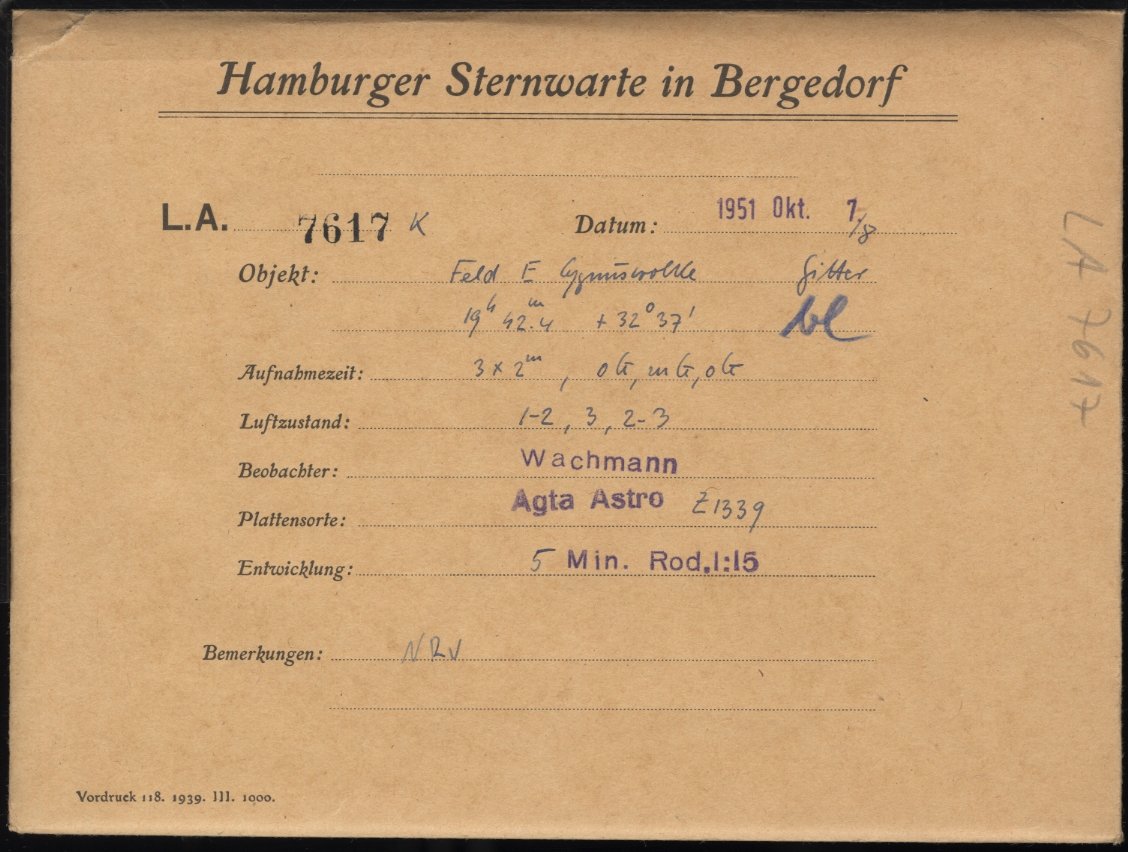 Hamburger Sternwarte in Bergedorf
L.A. 7617 K Datum: 1951 Okt. 7./8
Objekt: Feld E Cygnuswolke Gitter
19h 42.m4 +32° 37' bl
Aufnahmezeit: 3 × 2m, oG, mG, oG
Luftzustand: 1-2, 3, 2-3
Beobachter: Wachmann
Plattensorte: Agfa Astro Z1339
Entwicklung: 5 Min. Rod. 1:15
Bemerkungen: NRV
Vordruck 118. 1939. III. 1000.
LA 7617